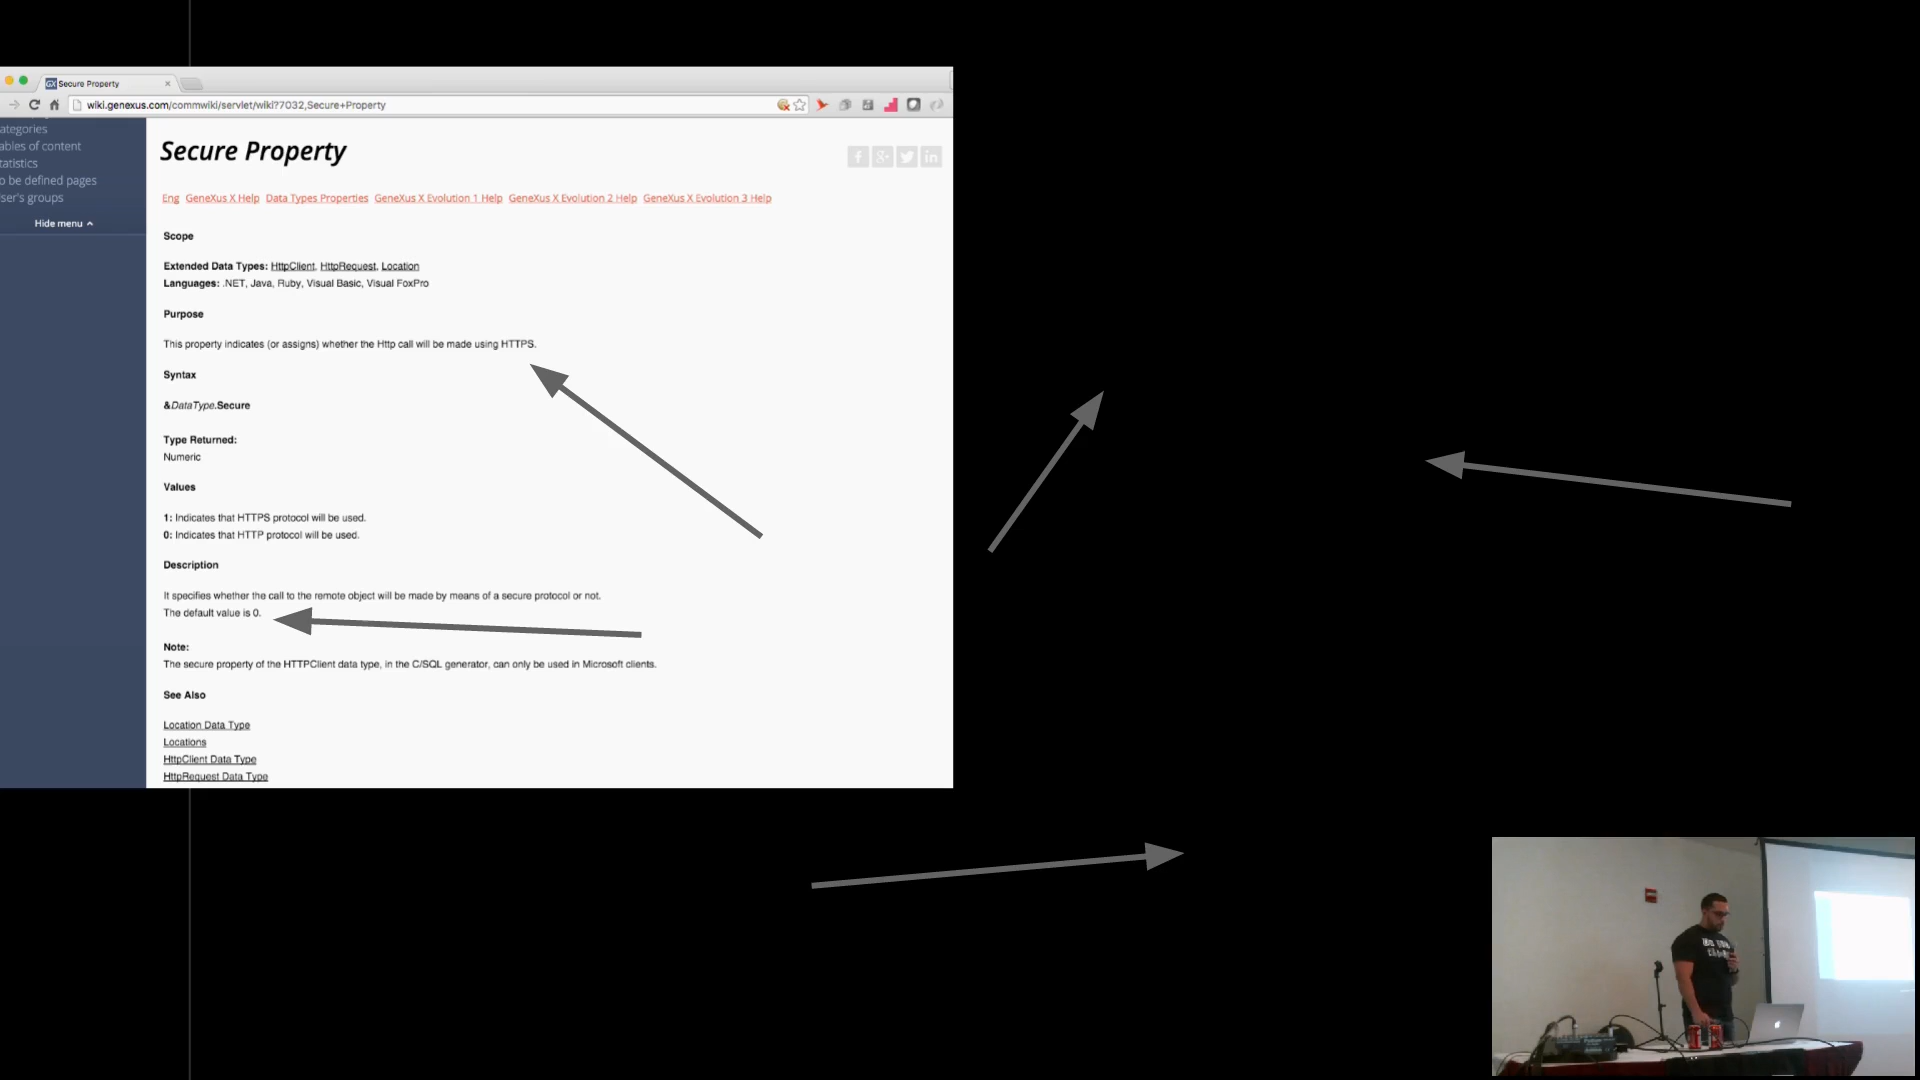 Secure Property
wiki.genexus.com/commwiki/servlet/wiki?7032,Secure+Property
ategories
ables of content
tatistics
o be defined pages
ser's groups
Hide menu
Secure Property
Eng GeneXus X Help Data Types Properties GeneXus X Evolution 1 Help GeneXus X Evolution 2 Help GeneXus X Evolution 3 Help
Scope
Extended Data Types: HttpClient, HttpRequest, Location
Languages: .NET, Java, Ruby, Visual Basic, Visual FoxPro
Purpose
This property indicates (or assigns) whether the Http call will be made using HTTPS.
Syntax
&DataType.Secure
Type Returned:
Numeric
Values
1: Indicates that HTTPS protocol will be used.
0: Indicates that HTTP protocol will be used.
Description
It specifies whether the call to the remote object will be made by means of a secure protocol or not.
The default value is 0.
Note:
The secure property of the HTTPClient data type, in the C/SQL generator, can only be used in Microsoft clients.
See Also
Location Data Type
Locations
HttpClient Data Type
HttpRequest Data Type